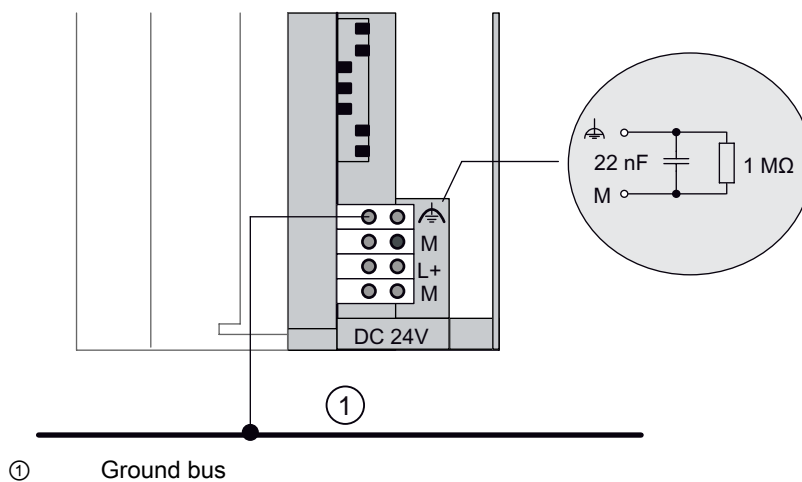 22 nF
1 MΩ
M
M
L+
M
DC 24V
1
① Ground bus